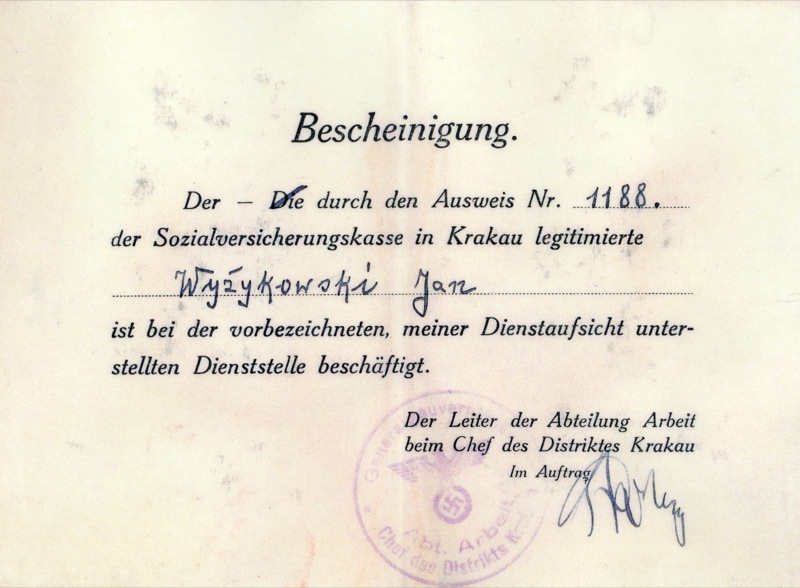 Bescheinigung.
Der — Die durch den Ausweis Nr. 1188.
der Sozialversicherungskasse in Krakau legitimierte
Wyżykowski Jan
ist bei der vorbezeichneten, meiner Dienstaufsicht unter-
stellten Dienststelle beschäftigt.
Der Leiter der Abteilung Arbeit
beim Chef des Distriktes Krakau
Im Auftrag
Abt. Arbeit
Chef des Distrikts